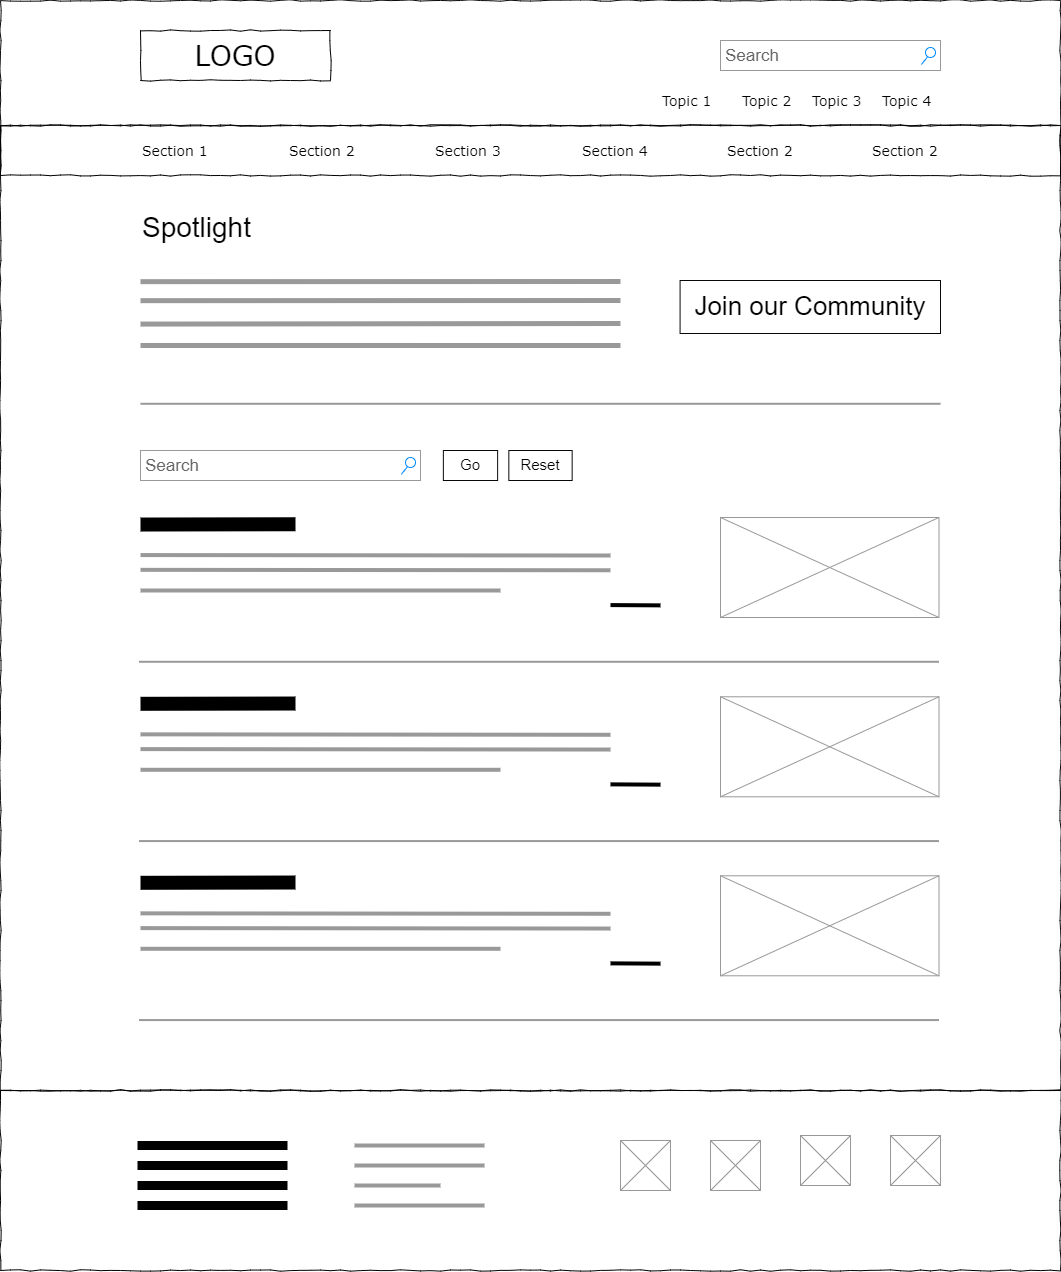 LOGO
Search
Topic 1 Topic 2 Topic 3 Topic 4
Section 1 Section 2 Section 3 Section 4 Section 2 Section 2
Spotlight
Join our Community
Search Go Reset